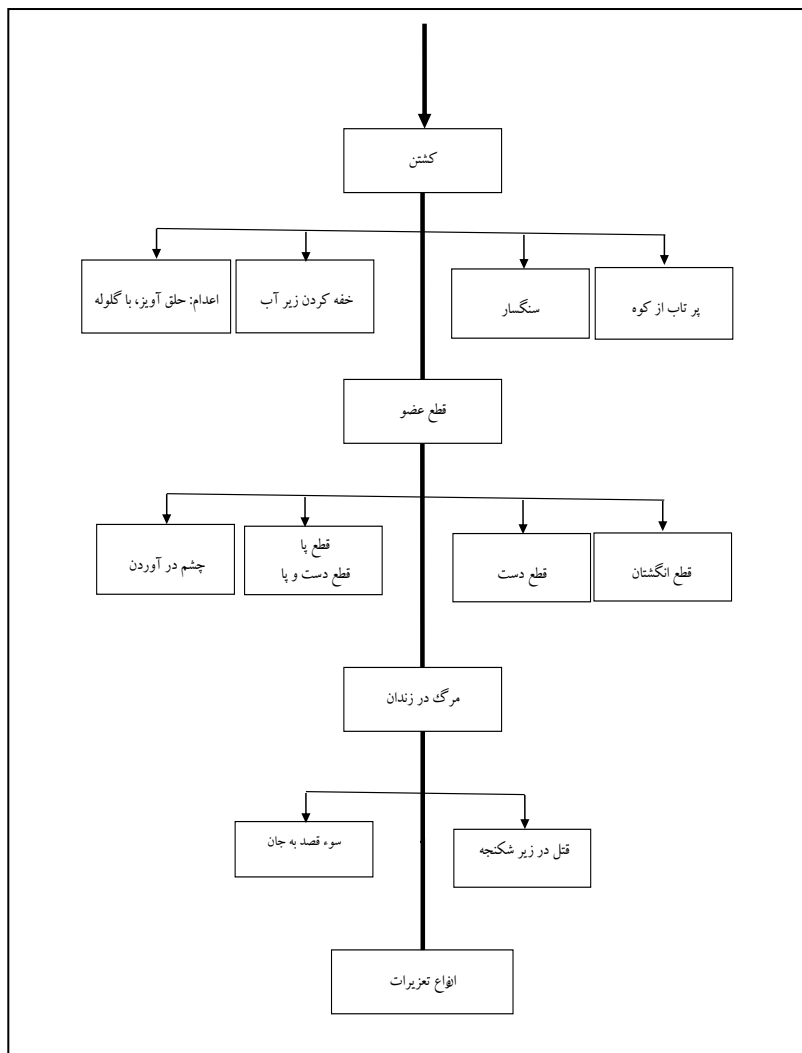 کشتن
پر تاب از کوه
سنگسار
خفه کردن زیر آب
اعدام: حلق آویز، با گلوله
قطع عضو
قطع انگشتان
قطع دست
قطع پا
قطع دست و پا
چشم در آوردن
مرگ در زندان
قتل در زیر شکنجه
سوء قصد به جان
انواع تعزیرات